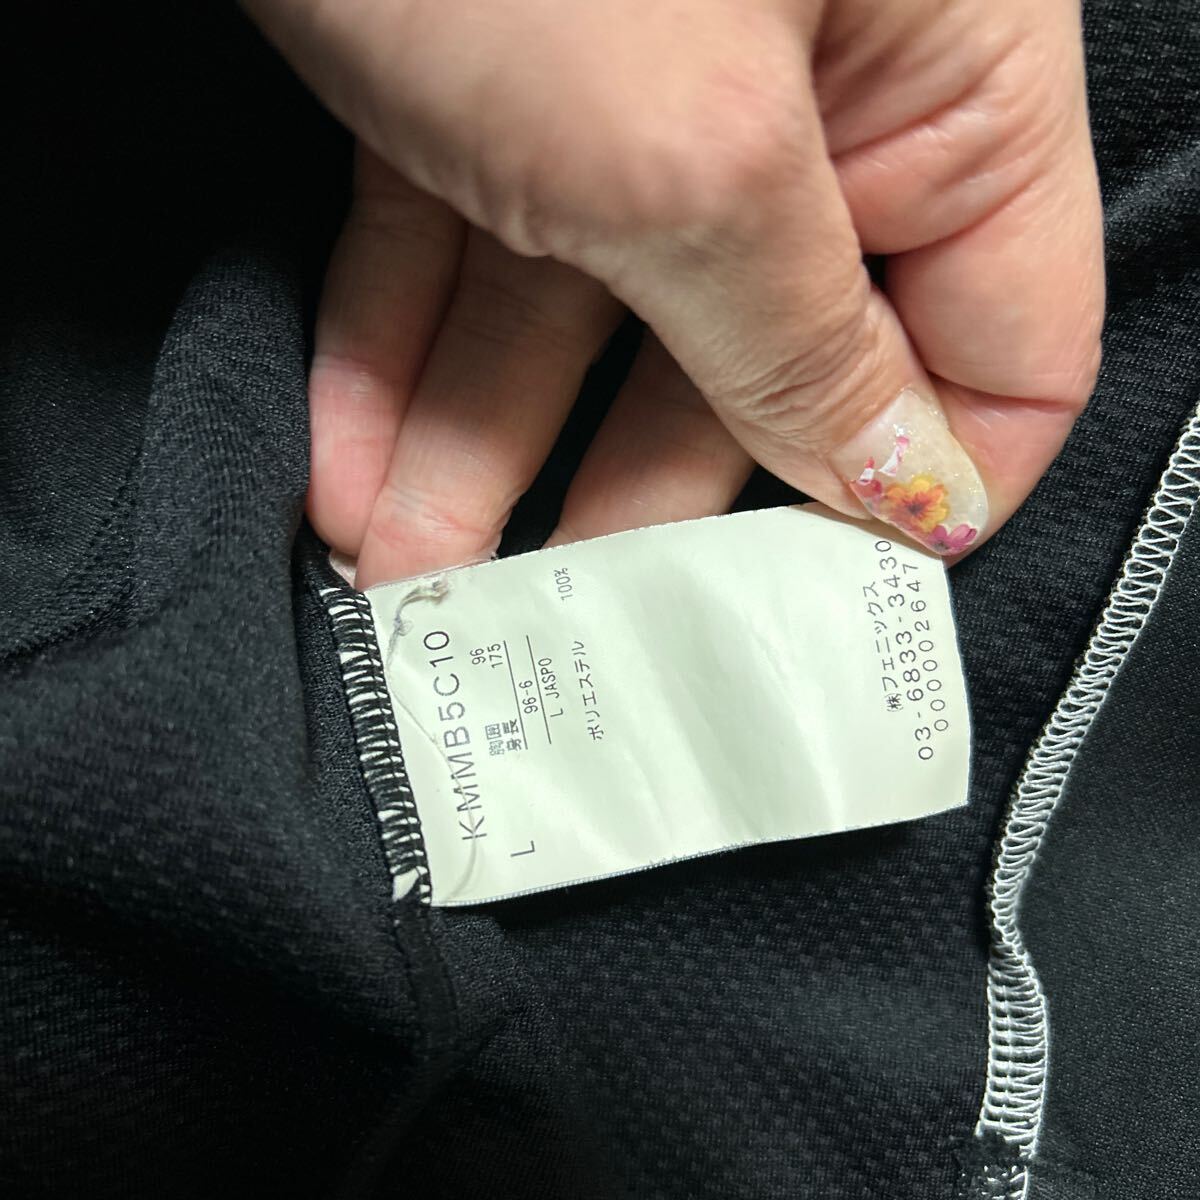 KMMB5C10
胸囲 96
身長 175
96-6
L JASPO
L
ポリエステル 100%
㈱フェニックス
03-6833-3430
0000002647